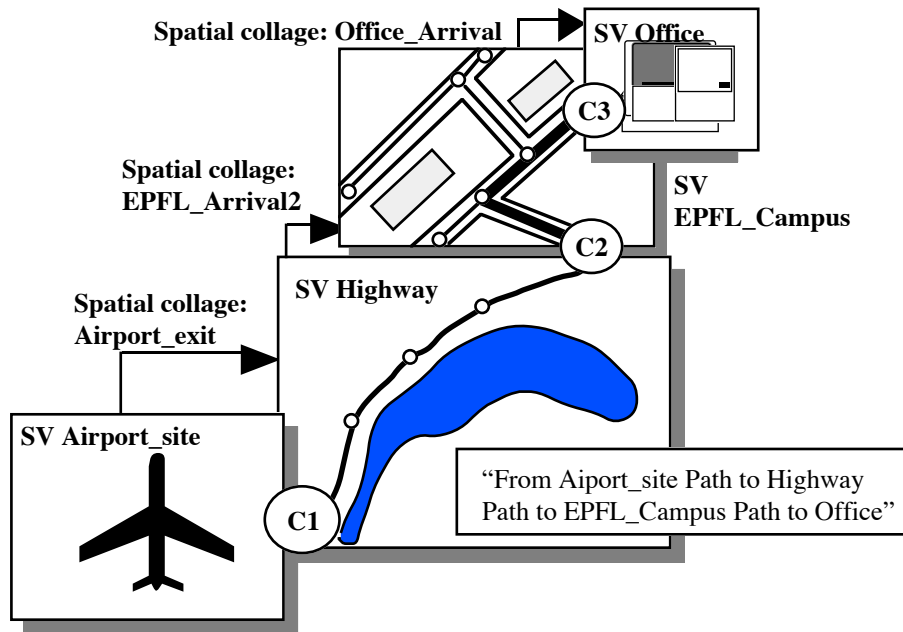 Spatial collage: Office_Arrival
SV Office
C3
Spatial collage:
EPFL_Arrival2
SV
EPFL_Campus
C2
SV Highway
Spatial collage:
Airport_exit
SV Airport_site
C1
“From Aiport_site Path to Highway
Path to EPFL_Campus Path to Office”